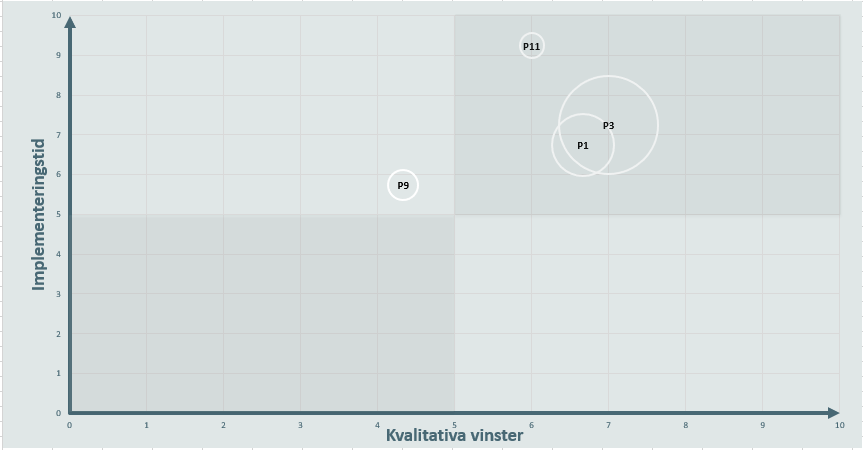 10
9
8
7
6
5
4
3
2
1
0
Implementeringstid
P11
P3
P1
P9
0 1 2 3 4 5 6 7 8 9 10
Kvalitativa vinster